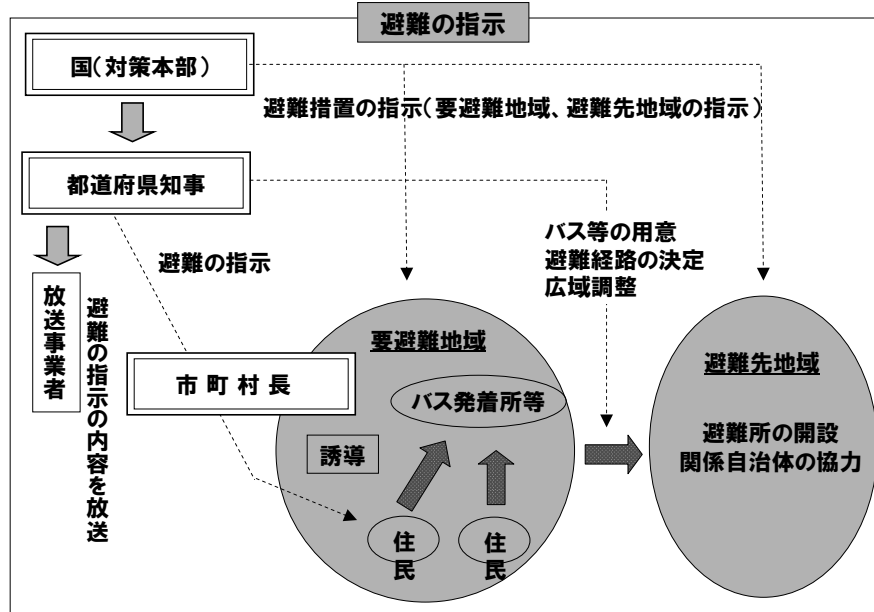 避難の指示
国(対策本部)
避難措置の指示(要避難地域、避難先地域の指示)
都道府県知事
バス等の用意
避難経路の決定
広域調整
避難の指示
放送事業者
避難の指示の内容を放送
市町村長
要避難地域
バス発着所等
誘導
住民
住民
避難先地域
避難所の開設
関係自治体の協力